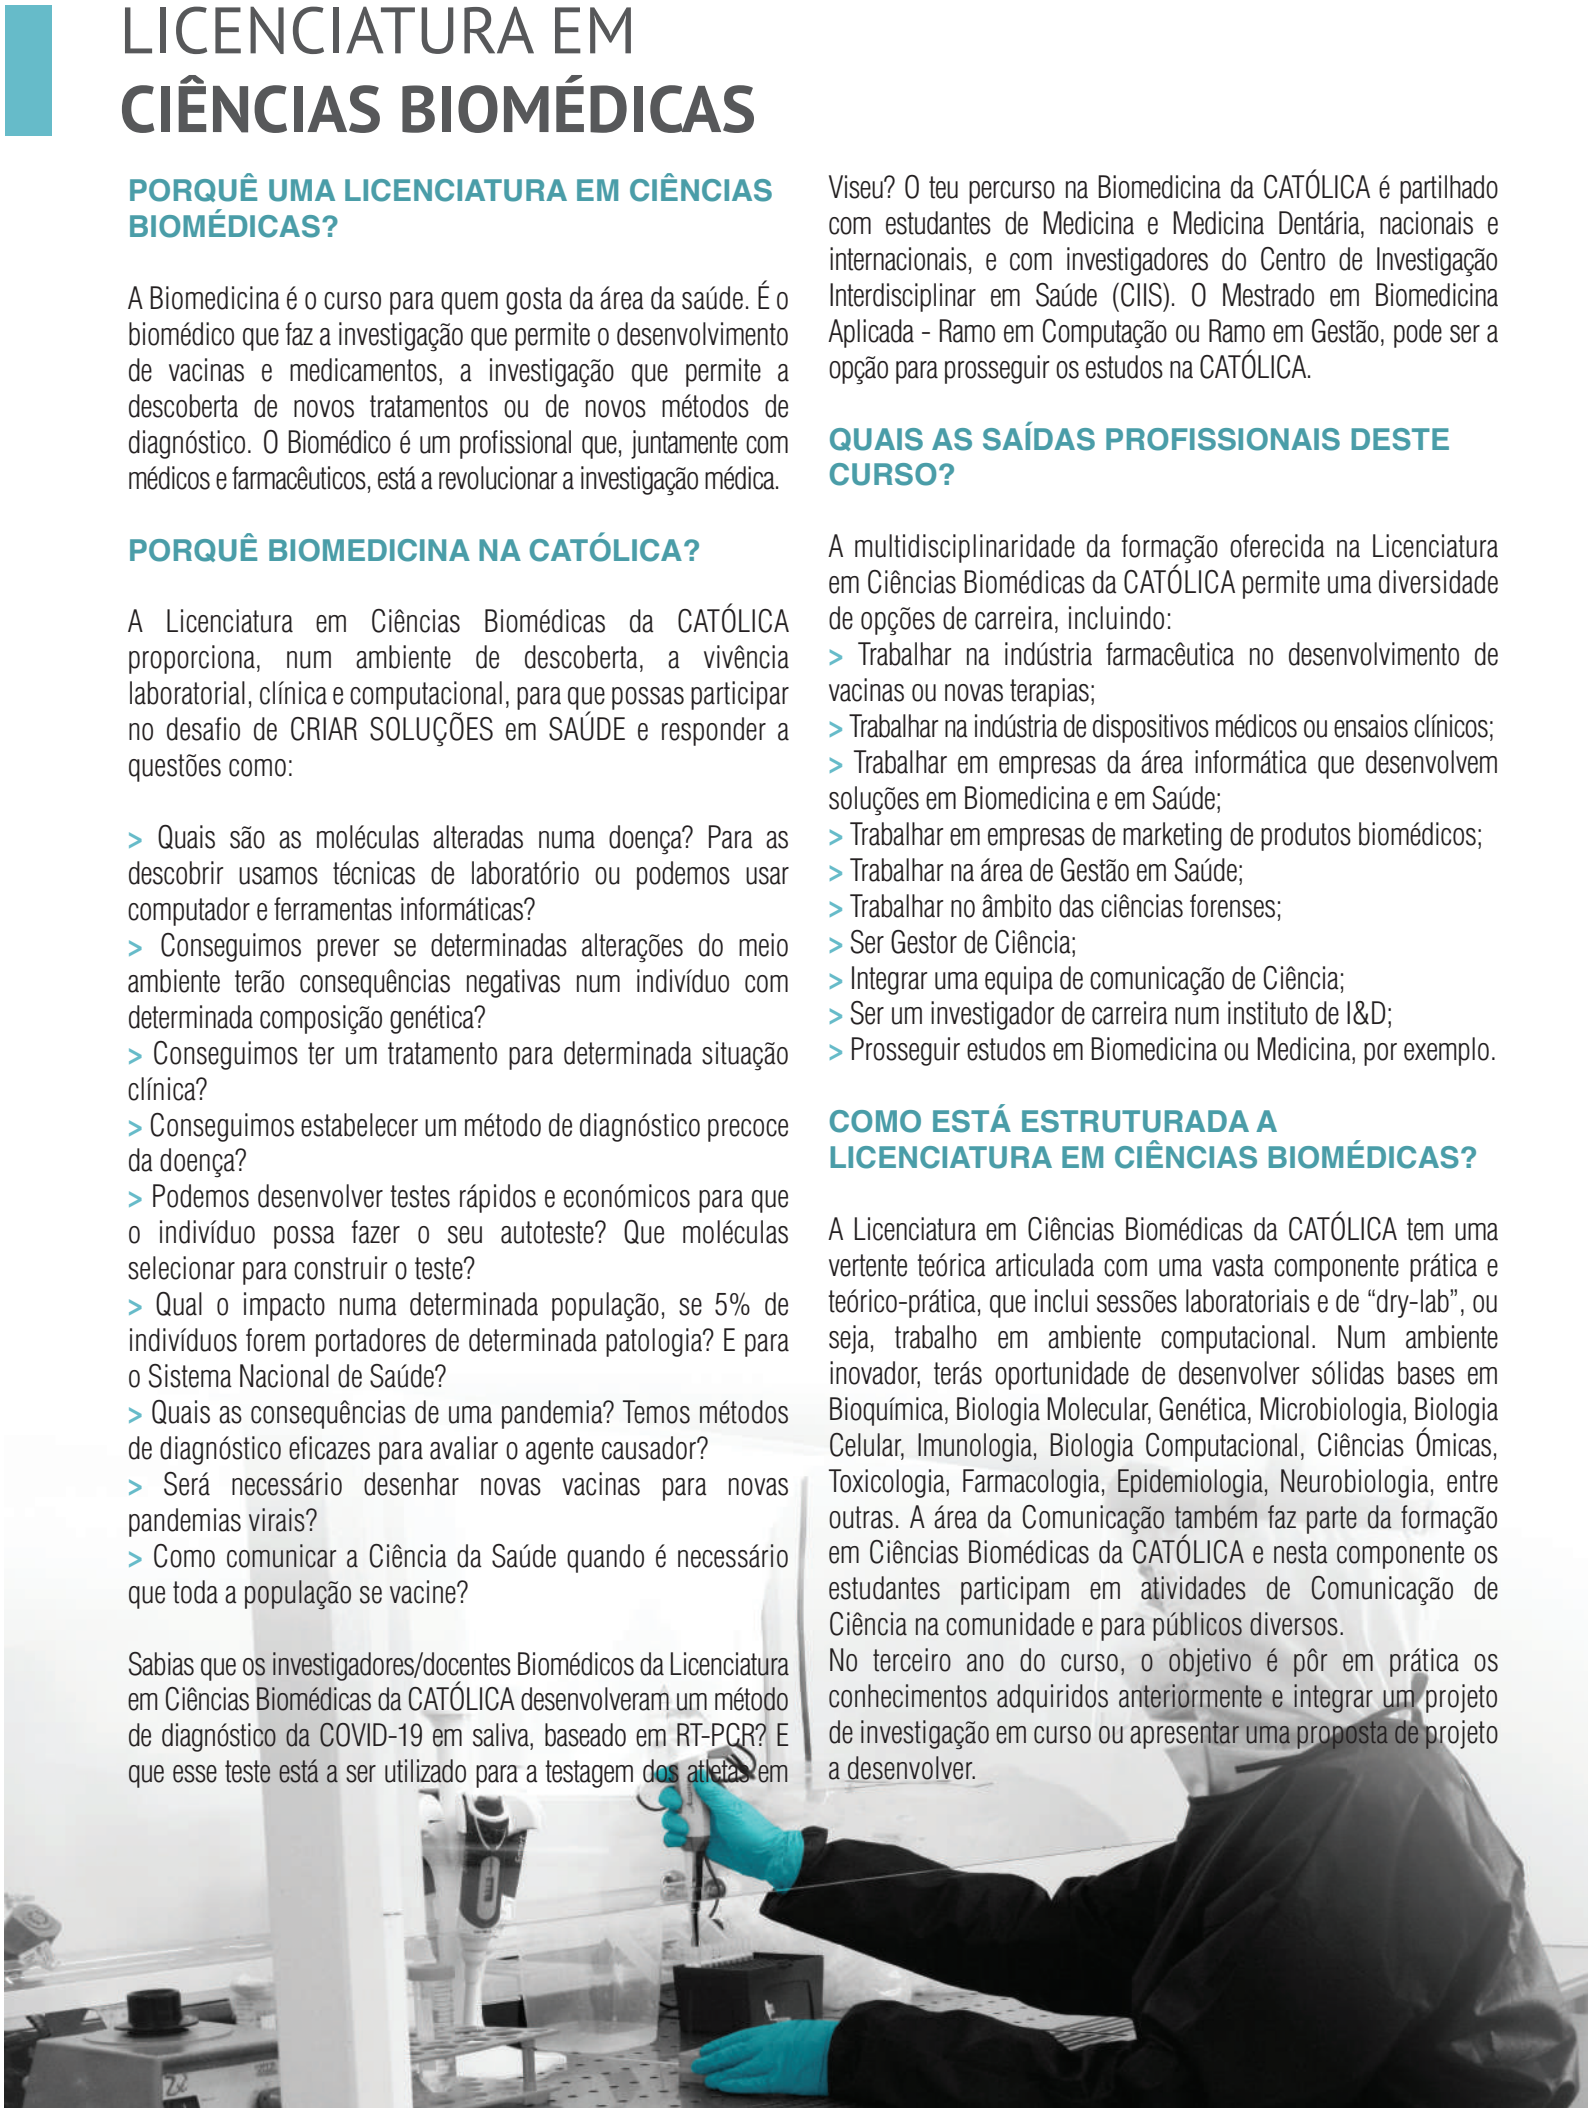 LICENCIATURA EM
CIÊNCIAS BIOMÉDICAS
PORQUÊ UMA LICENCIATURA EM CIÊNCIAS
BIOMÉDICAS?
A Biomedicina é o curso para quem gosta da área da saúde. É o
biomédico que faz a investigação que permite o desenvolvimento
de vacinas e medicamentos, a investigação que permite a
descoberta de novos tratamentos ou de novos métodos de
diagnóstico. O Biomédico é um profissional que, juntamente com
médicos e farmacêuticos, está a revolucionar a investigação médica.
PORQUÊ BIOMEDICINA NA CATÓLICA?
A Licenciatura em Ciências Biomédicas da CATÓLICA
proporciona, num ambiente de descoberta, a vivência
laboratorial, clínica e computacional, para que possas participar
no desafio de CRIAR SOLUÇÕES em SAÚDE e responder a
questões como:
> Quais são as moléculas alteradas numa doença? Para as
descobrir usamos técnicas de laboratório ou podemos usar
computador e ferramentas informáticas?
> Conseguimos prever se determinadas alterações do meio
ambiente terão consequências negativas num indivíduo com
determinada composição genética?
> Conseguimos ter um tratamento para determinada situação
clínica?
> Conseguimos estabelecer um método de diagnóstico precoce
da doença?
> Podemos desenvolver testes rápidos e económicos para que
o indivíduo possa fazer o seu autoteste? Que moléculas
selecionar para construir o teste?
> Qual o impacto numa determinada população, se 5% de
indivíduos forem portadores de determinada patologia? E para
o Sistema Nacional de Saúde?
> Quais as consequências de uma pandemia? Temos métodos
de diagnóstico eficazes para avaliar o agente causador?
> Será necessário desenhar novas vacinas para novas
pandemias virais?
> Como comunicar a Ciência da Saúde quando é necessário
que toda a população se vacine?
Sabias que os investigadores/docentes Biomédicos da Licenciatura
em Ciências Biomédicas da CATÓLICA desenvolveram um método
de diagnóstico da COVID-19 em saliva, baseado em RT-PCR? E
que esse teste está a ser utilizado para a testagem dos atletas em
Viseu? O teu percurso na Biomedicina da CATÓLICA é partilhado
com estudantes de Medicina e Medicina Dentária, nacionais e
internacionais, e com investigadores do Centro de Investigação
Interdisciplinar em Saúde (CIIS). O Mestrado em Biomedicina
Aplicada - Ramo em Computação ou Ramo em Gestão, pode ser a
opção para prosseguir os estudos na CATÓLICA.
QUAIS AS SAÍDAS PROFISSIONAIS DESTE
CURSO?
A multidisciplinaridade da formação oferecida na Licenciatura
em Ciências Biomédicas da CATÓLICA permite uma diversidade
de opções de carreira, incluindo:
> Trabalhar na indústria farmacêutica no desenvolvimento de
vacinas ou novas terapias;
> Trabalhar na indústria de dispositivos médicos ou ensaios clínicos;
> Trabalhar em empresas da área informática que desenvolvem
soluções em Biomedicina e em Saúde;
> Trabalhar em empresas de marketing de produtos biomédicos;
> Trabalhar na área de Gestão em Saúde;
> Trabalhar no âmbito das ciências forenses;
> Ser Gestor de Ciência;
> Integrar uma equipa de comunicação de Ciência;
> Ser um investigador de carreira num instituto de I&D;
> Prosseguir estudos em Biomedicina ou Medicina, por exemplo.
COMO ESTÁ ESTRUTURADA A
LICENCIATURA EM CIÊNCIAS BIOMÉDICAS?
A Licenciatura em Ciências Biomédicas da CATÓLICA tem uma
vertente teórica articulada com uma vasta componente prática e
teórico-prática, que inclui sessões laboratoriais e de “dry-lab”, ou
seja, trabalho em ambiente computacional. Num ambiente
inovador, terás oportunidade de desenvolver sólidas bases em
Bioquímica, Biologia Molecular, Genética, Microbiologia, Biologia
Celular, Imunologia, Biologia Computacional, Ciências Ómicas,
Toxicologia, Farmacologia, Epidemiologia, Neurobiologia, entre
outras. A área da Comunicação também faz parte da formação
em Ciências Biomédicas da CATÓLICA e nesta componente os
estudantes participam em atividades de Comunicação de
Ciência na comunidade e para públicos diversos.
No terceiro ano do curso, o objetivo é pôr em prática os
conhecimentos adquiridos anteriormente e integrar um projeto
de investigação em curso ou apresentar uma proposta de projeto
a desenvolver.